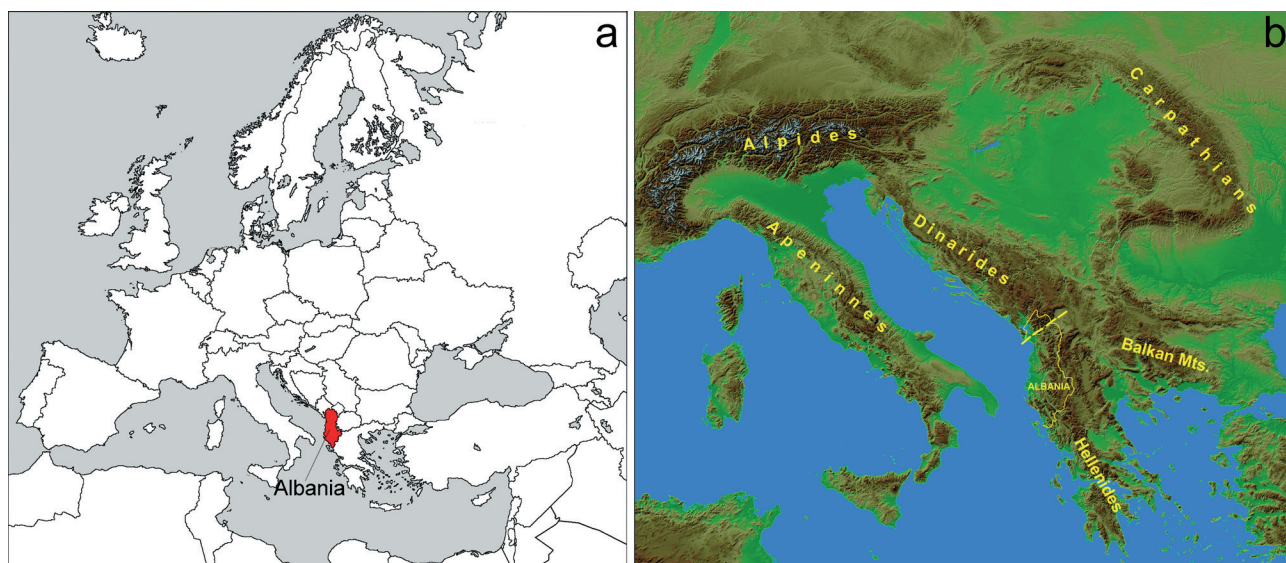 a
Albania
b
Carpathians
Alpides
Dinarides
Apeninnes
Balkan Mts.
ALBANIA
Hellenides